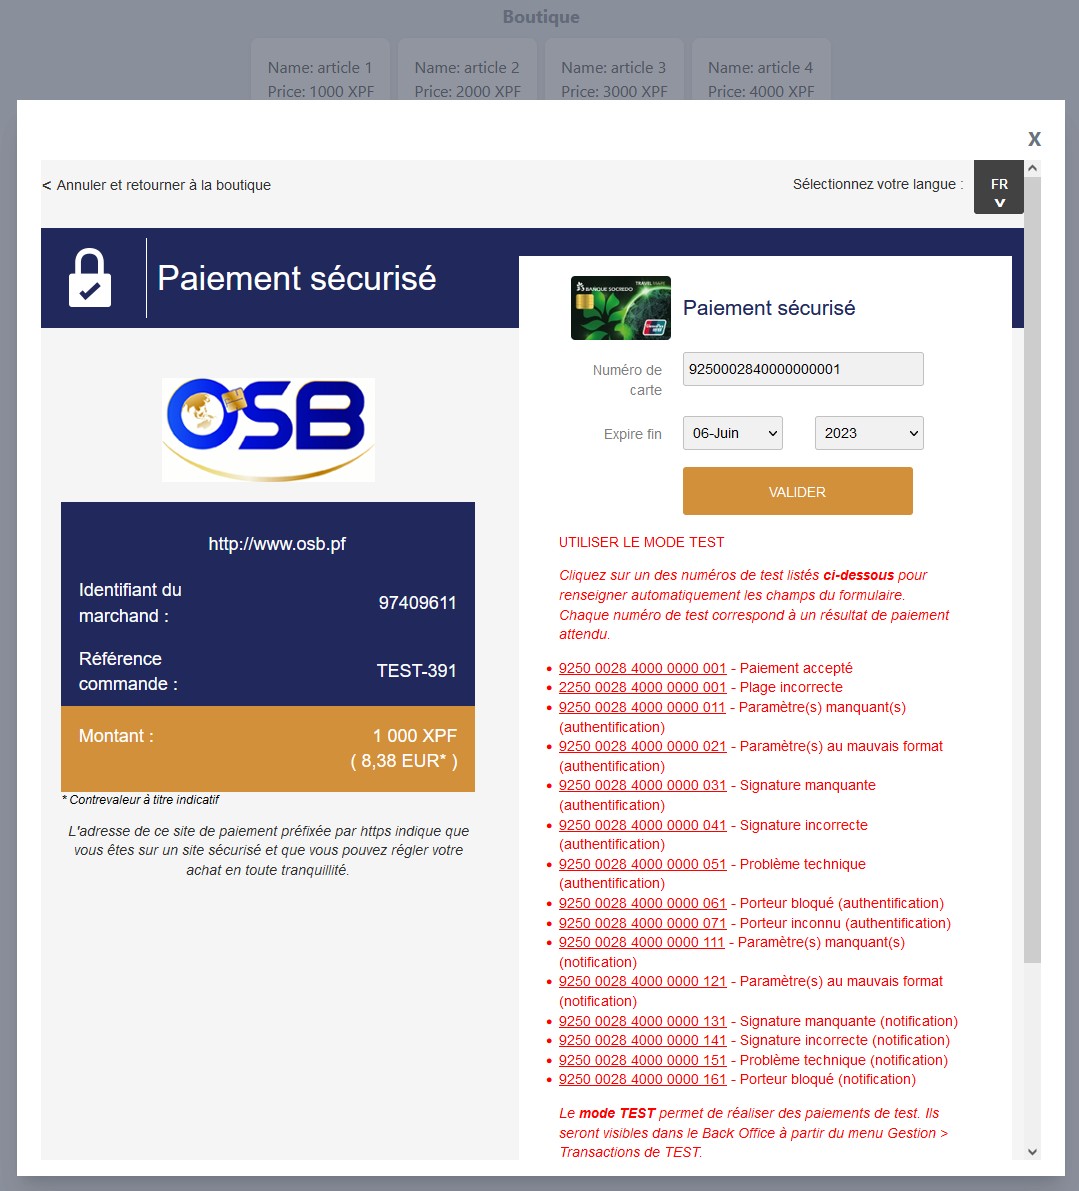 Boutique
Name: article 1
Price: 1000 XPF
Name: article 2
Price: 2000 XPF
Name: article 3
Price: 3000 XPF
Name: article 4
Price: 4000 XPF
X
< Annuler et retourner à la boutique
Sélectionnez votre langue :
FR
Paiement sécurisé
OSB
http://www.osb.pf
Identifiant du
marchand :
97409611
Référence
commande :
TEST-391
Montant :
1 000 XPF
( 8,38 EUR* )
* Contrevaleur à titre indicatif
L'adresse de ce site de paiement préfixée par https indique que
vous êtes sur un site sécurisé et que vous pouvez régler votre
achat en toute tranquillité.
BANQUE SOCREDO
Paiement sécurisé
Numéro de
carte
9250002840000000001
Expire fin
06-Juin
2023
VALIDER
UTILISER LE MODE TEST
Cliquez sur un des numéros de test listés ci-dessous pour
renseigner automatiquement les champs du formulaire.
Chaque numéro de test correspond à un résultat de paiement
attendu.
• 9250 0028 4000 0000 001 - Paiement accepté
• 2250 0028 4000 0000 001 - Plage incorrecte
• 9250 0028 4000 0000 011 - Paramètre(s) manquant(s)
(authentification)
• 9250 0028 4000 0000 021 - Paramètre(s) au mauvais format
(authentification)
• 9250 0028 4000 0000 031 - Signature manquante
(authentification)
• 9250 0028 4000 0000 041 - Signature incorrecte
(authentification)
• 9250 0028 4000 0000 051 - Problème technique
(authentification)
• 9250 0028 4000 0000 061 - Porteur bloqué (authentification)
• 9250 0028 4000 0000 071 - Porteur inconnu (authentification)
• 9250 0028 4000 0000 111 - Paramètre(s) manquant(s)
(notification)
• 9250 0028 4000 0000 121 - Paramètre(s) au mauvais format
(notification)
• 9250 0028 4000 0000 131 - Signature manquante (notification)
• 9250 0028 4000 0000 141 - Signature incorrecte (notification)
• 9250 0028 4000 0000 151 - Problème technique (notification)
• 9250 0028 4000 0000 161 - Porteur bloqué (notification)
Le mode TEST permet de réaliser des paiements de test. Ils
seront visibles dans le Back Office à partir du menu Gestion >
Transactions de TEST.